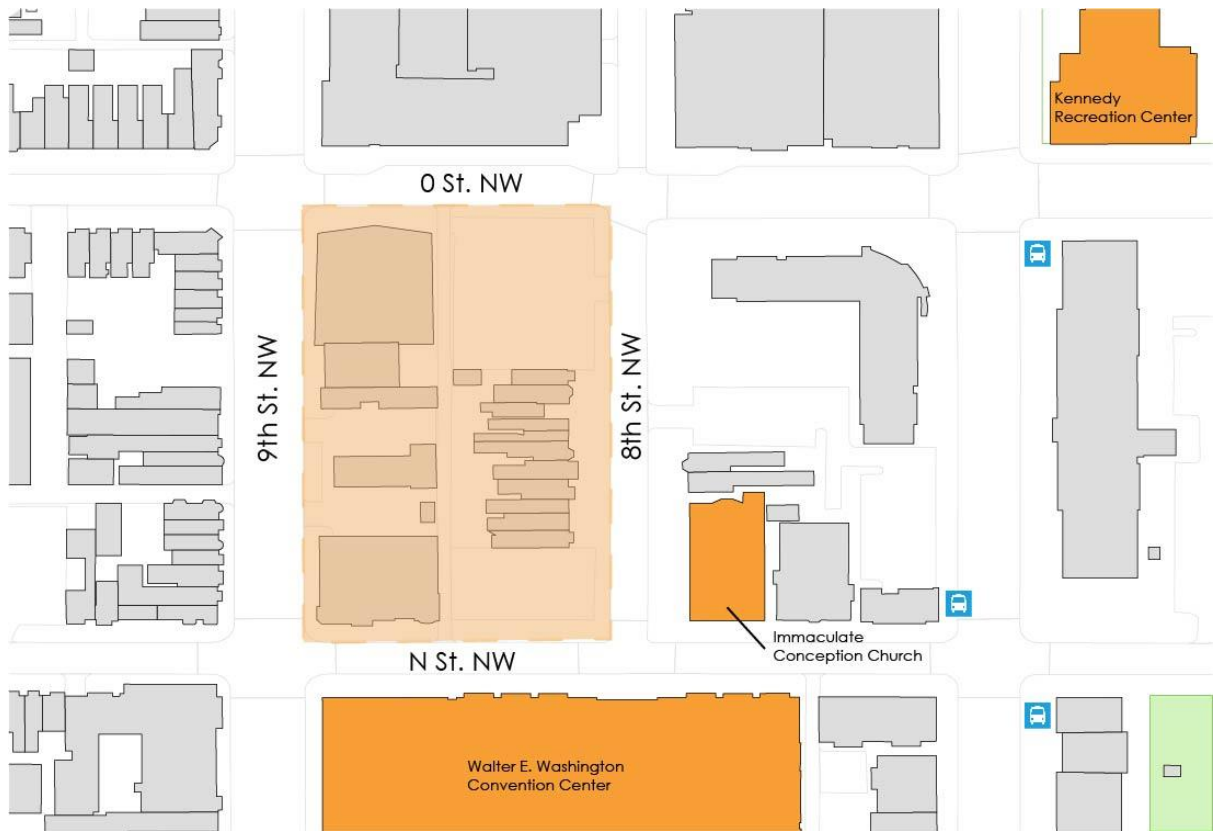 Kennedy
Recreation Center
O St. NW
9th St. NW
8th St. NW
Immaculate
Conception Church
N St. NW
Walter E. Washington
Convention Center